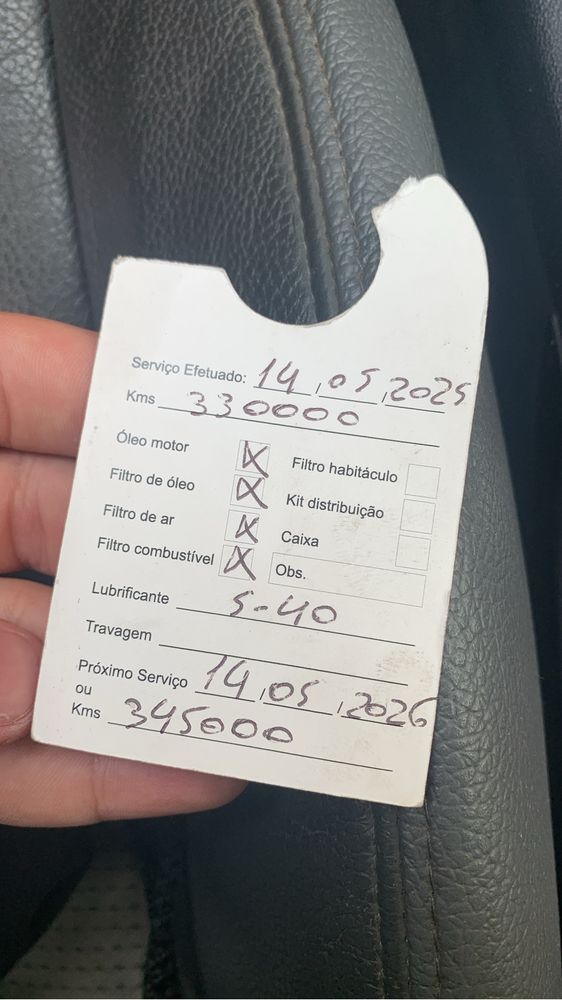 Serviço Efetuado: 14,05,2025
Kms 330000
Óleo motor X Filtro habitáculo
Filtro de óleo X Kit distribuição
Filtro de ar X Caixa
Filtro combustível X Obs.
Lubrificante 5-40
Travagem
Próximo Serviço 14,05,2026
ou
Kms 345000